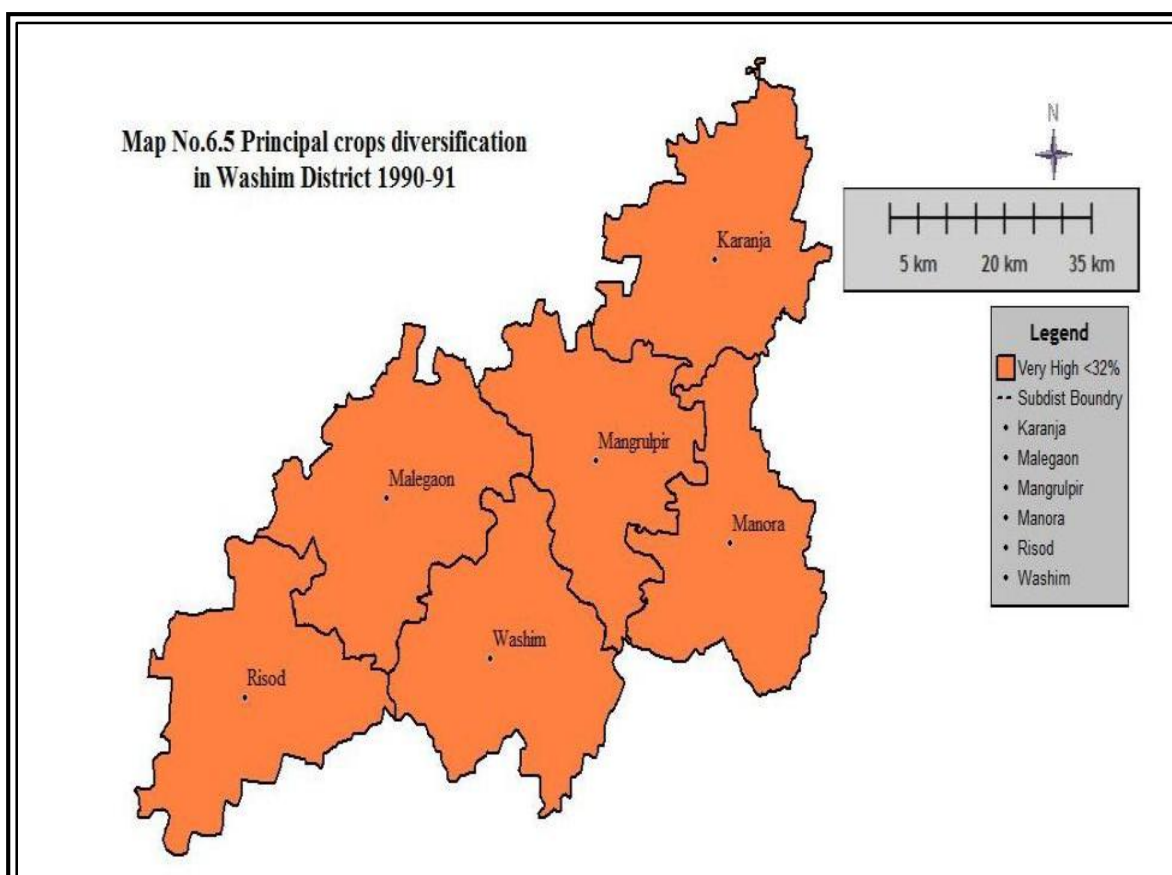 Map No.6.5 Principal crops diversification
in Washim District 1990-91
N
5 km 20 km 35 km
Legend
Very High <32%
Subdist Boundry
Karanja
Malegaon
Mangrulpir
Manora
Risod
Washim
Karanja
Mangrulpir
Malegaon
Manora
Washim
Risod